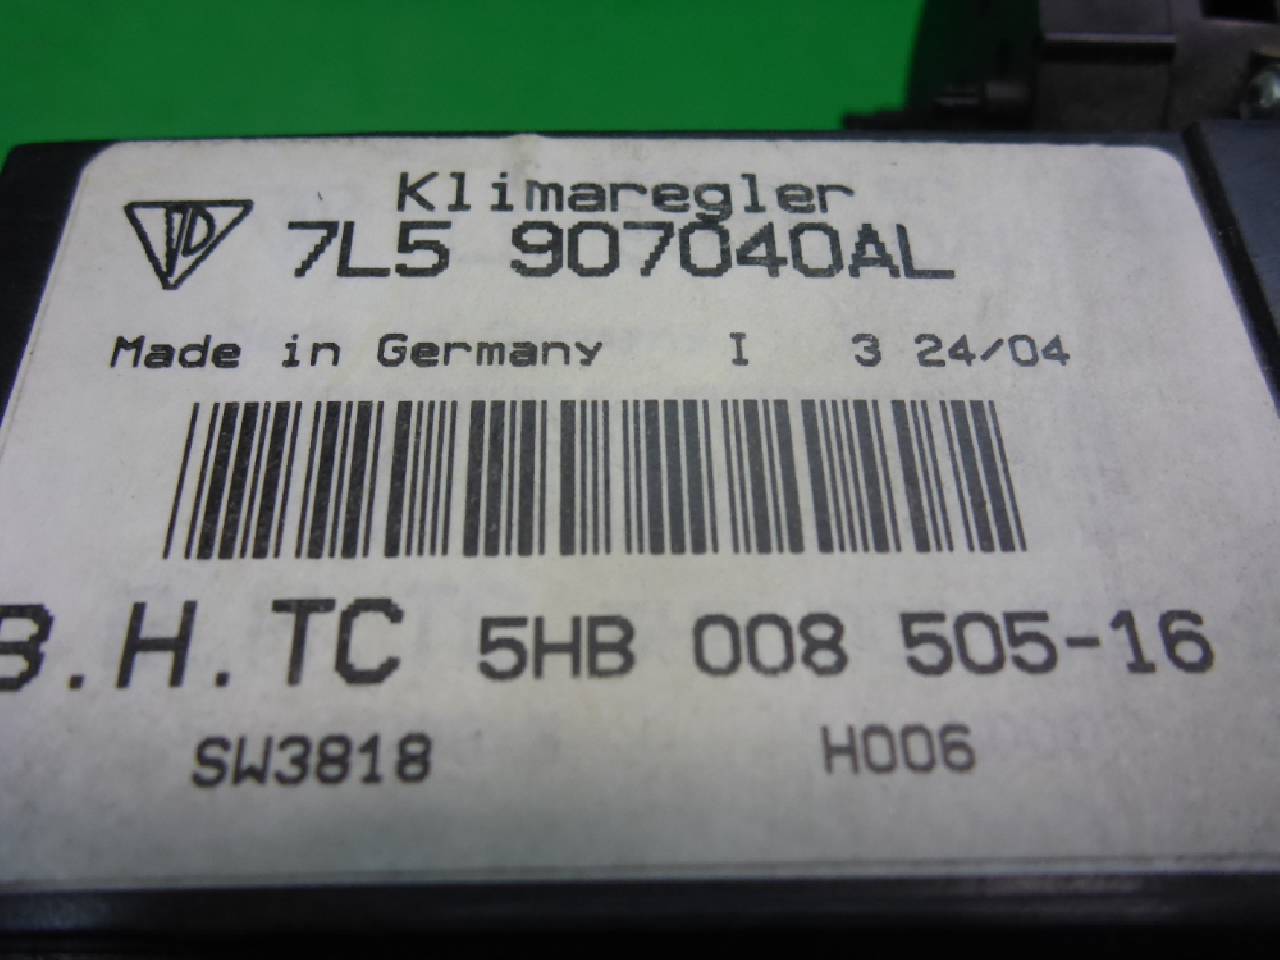 Klimaregler
7L5 907040AL
Made in Germany I 3 24/04
B.H.TC 5HB 008 505-16
SW3818 H006